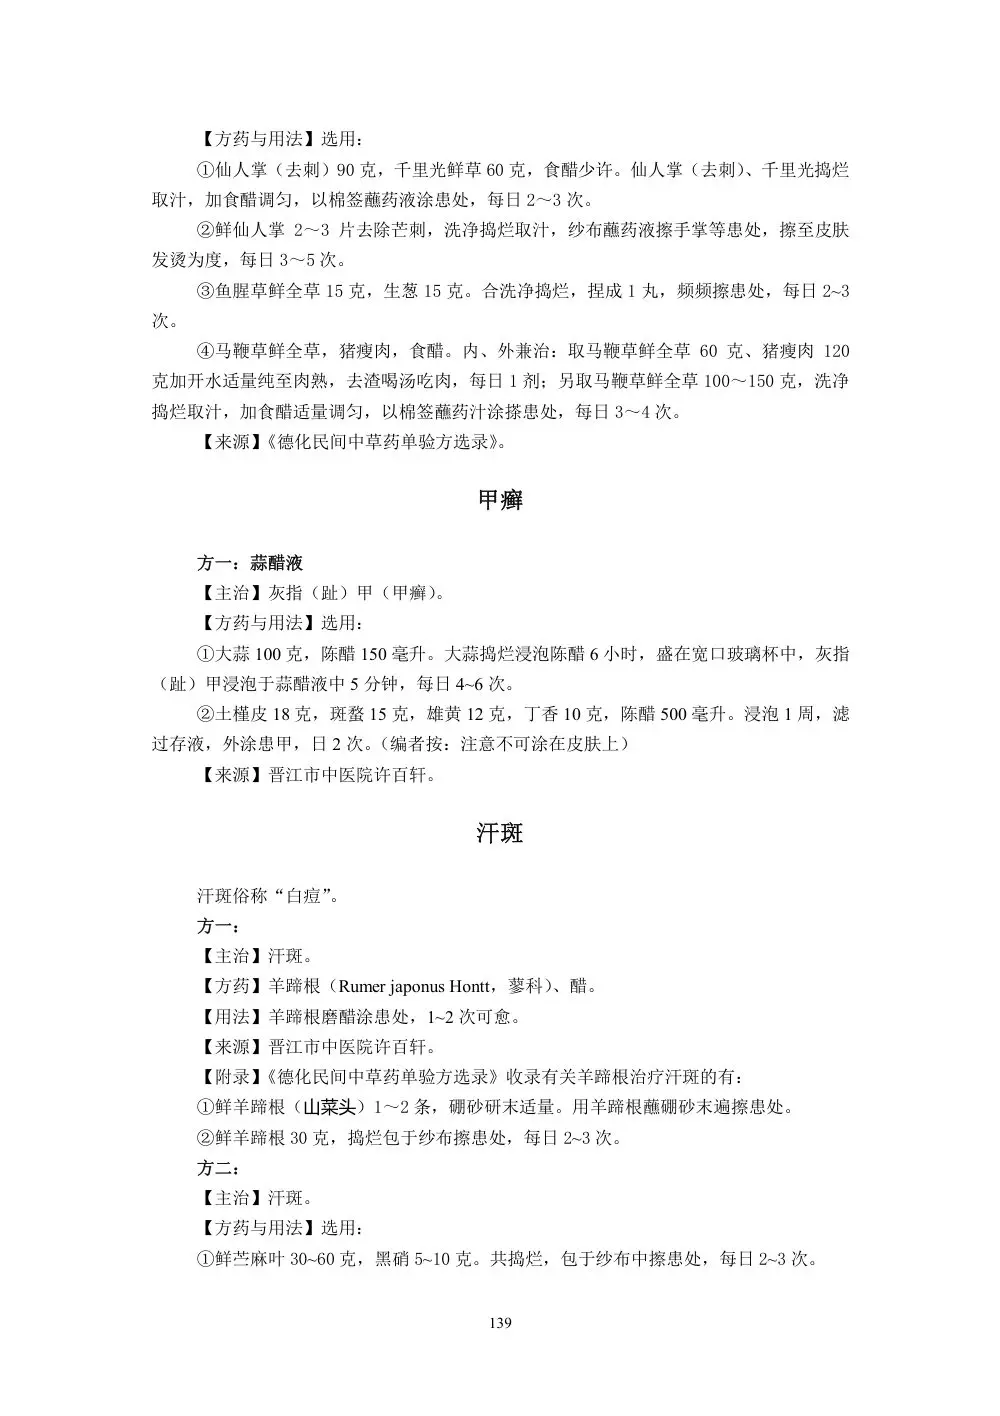 【方药与用法】选用：
①仙人掌（去刺）90 克，千里光鲜草 60 克，食醋少许。仙人掌（去刺）、千里光捣烂
取汁，加食醋调匀，以棉签蘸药液涂患处，每日 2～3 次。
②鲜仙人掌 2～3 片去除芒刺，洗净捣烂取汁，纱布蘸药液擦手掌等患处，擦至皮肤
发烫为度，每日 3～5 次。
③鱼腥草鲜全草 15 克，生葱 15 克。合洗净捣烂，捏成 1 丸，频频擦患处，每日 2~3
次。
④马鞭草鲜全草，猪瘦肉，食醋。内、外兼治：取马鞭草鲜全草 60 克、猪瘦肉 120
克加开水适量纯至肉熟，去渣喝汤吃肉，每日 1 剂；另取马鞭草鲜全草 100～150 克，洗净
捣烂取汁，加食醋适量调匀，以棉签蘸药汁涂搽患处，每日 3～4 次。
【来源】《德化民间中草药单验方选录》。
甲癣
方一：蒜醋液
【主治】灰指（趾）甲（甲癣）。
【方药与用法】选用：
①大蒜 100 克，陈醋 150 毫升。大蒜捣烂浸泡陈醋 6 小时，盛在宽口玻璃杯中，灰指
（趾）甲浸泡于蒜醋液中 5 分钟，每日 4~6 次。
②土槿皮 18 克，斑蝥 15 克，雄黄 12 克，丁香 10 克，陈醋 500 毫升。浸泡 1 周，滤
过存液，外涂患甲，日 2 次。（编者按：注意不可涂在皮肤上）
【来源】晋江市中医院许百轩。
汗斑
汗斑俗称“白痘”。
方一：
【主治】汗斑。
【方药】羊蹄根（Rumer japonus Hontt，蓼科）、醋。
【用法】羊蹄根磨醋涂患处，1~2 次可愈。
【来源】晋江市中医院许百轩。
【附录】《德化民间中草药单验方选录》收录有关羊蹄根治疗汗斑的有：
①鲜羊蹄根（山菜头）1～2 条，硼砂研末适量。用羊蹄根蘸硼砂末遍擦患处。
②鲜羊蹄根 30 克，捣烂包于纱布擦患处，每日 2~3 次。
方二：
【主治】汗斑。
【方药与用法】选用：
①鲜苎麻叶 30~60 克，黑硝 5~10 克。共捣烂，包于纱布中擦患处，每日 2~3 次。
139